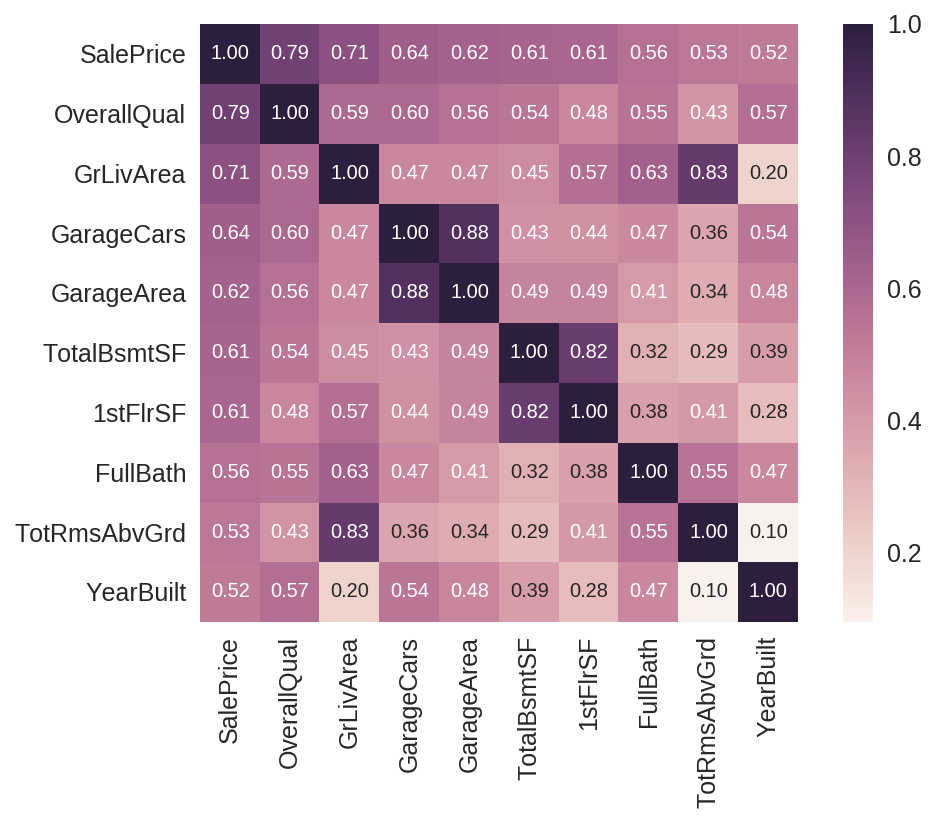 SalePrice 1.00 0.79 0.71 0.64 0.62 0.61 0.61 0.56 0.53 0.52
OverallQual 0.79 1.00 0.59 0.60 0.56 0.54 0.48 0.55 0.43 0.57
GrLivArea 0.71 0.59 1.00 0.47 0.47 0.45 0.57 0.63 0.83 0.20
GarageCars 0.64 0.60 0.47 1.00 0.88 0.43 0.44 0.47 0.36 0.54
GarageArea 0.62 0.56 0.47 0.88 1.00 0.49 0.49 0.41 0.34 0.48
TotalBsmtSF 0.61 0.54 0.45 0.43 0.49 1.00 0.82 0.32 0.29 0.39
1stFlrSF 0.61 0.48 0.57 0.44 0.49 0.82 1.00 0.38 0.41 0.28
FullBath 0.56 0.55 0.63 0.47 0.41 0.32 0.38 1.00 0.55 0.47
TotRmsAbvGrd 0.53 0.43 0.83 0.36 0.34 0.29 0.41 0.55 1.00 0.10
YearBuilt 0.52 0.57 0.20 0.54 0.48 0.39 0.28 0.47 0.10 1.00
SalePrice
OverallQual
GrLivArea
GarageCars
GarageArea
TotalBsmtSF
1stFlrSF
FullBath
TotRmsAbvGrd
YearBuilt
1.0
0.8
0.6
0.4
0.2